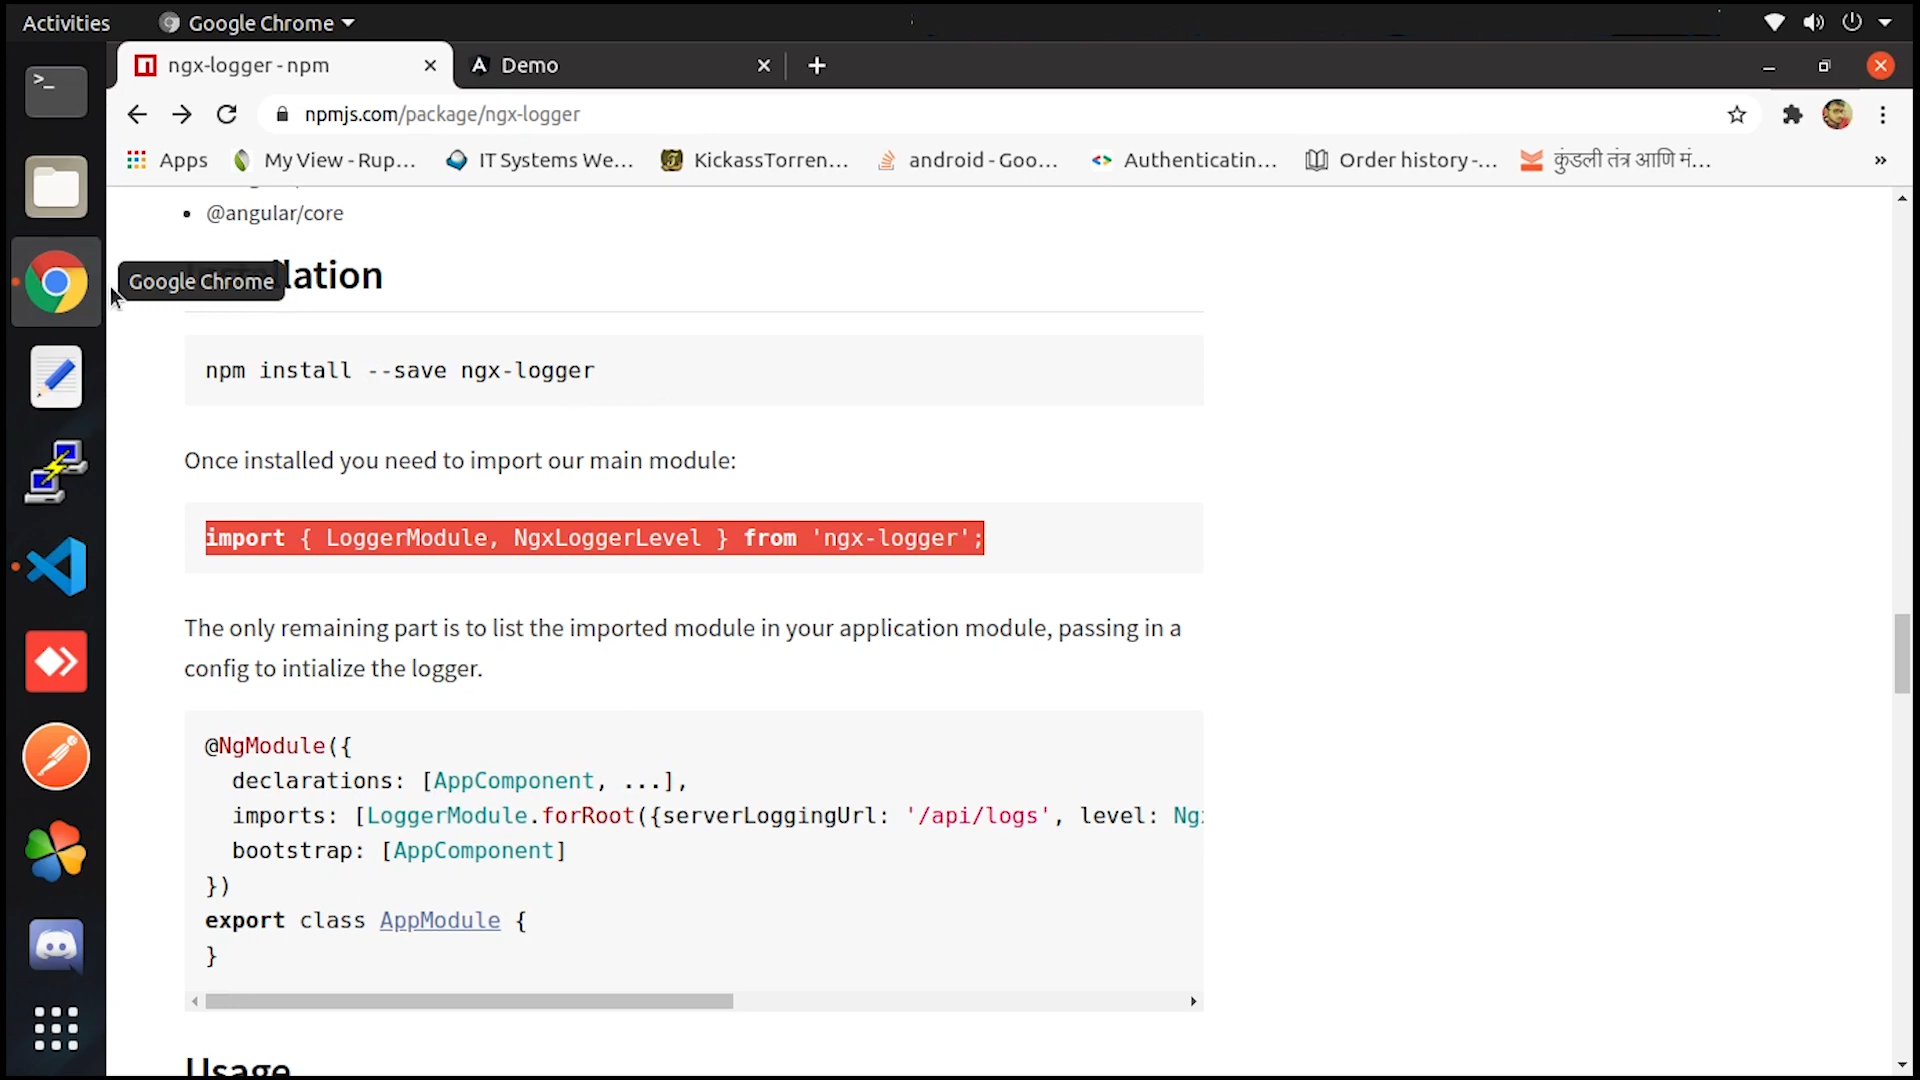 Activities
Google Chrome
ngx-logger - npm
Demo
npmjs.com/package/ngx-logger
Apps
My View - Rup...
IT Systems We...
KickassTorren...
android - Goo...
Authenticatin...
Order history -...
कुंडली तंत्र आणि मं...
»
@angular/core
lation
Google Chrome
npm install --save ngx-logger
Once installed you need to import our main module:
import { LoggerModule, NgxLoggerLevel } from 'ngx-logger';
The only remaining part is to list the imported module in your application module, passing in a
config to intialize the logger.
@NgModule({
declarations: [AppComponent, ...],
imports: [LoggerModule.forRoot({serverLoggingUrl: '/api/logs', level: Ng
bootstrap: [AppComponent]
})
export class AppModule {
}
Usage